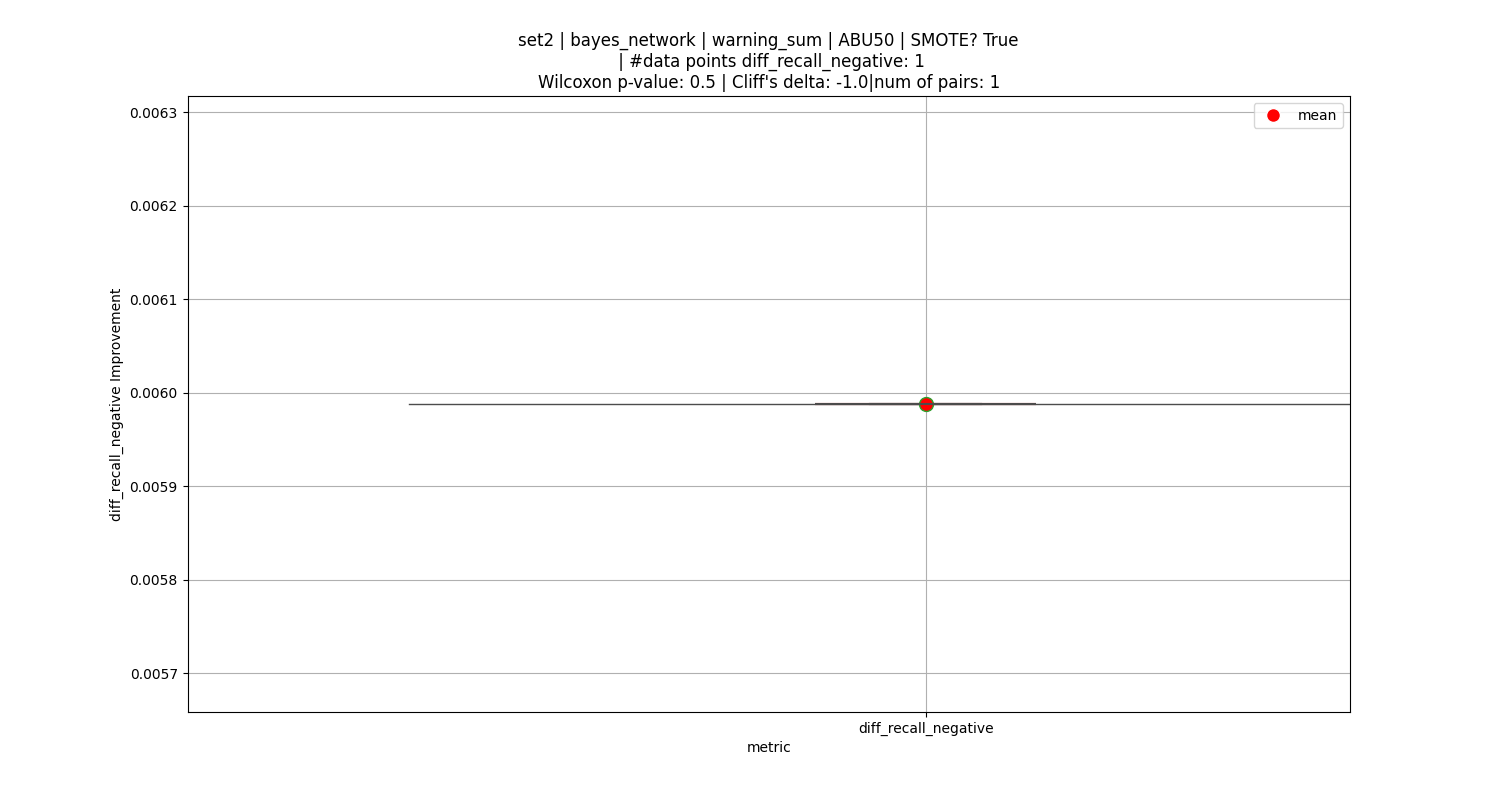 set2 | bayes_network | warning_sum | ABU50 | SMOTE? True
| #data points diff_recall_negative: 1
Wilcoxon p-value: 0.5 | Cliff's delta: -1.0|num of pairs: 1
mean
0.0063
0.0062
0.0061
0.0060
0.0059
0.0058
0.0057
diff_recall_negative Improvement
diff_recall_negative
metric